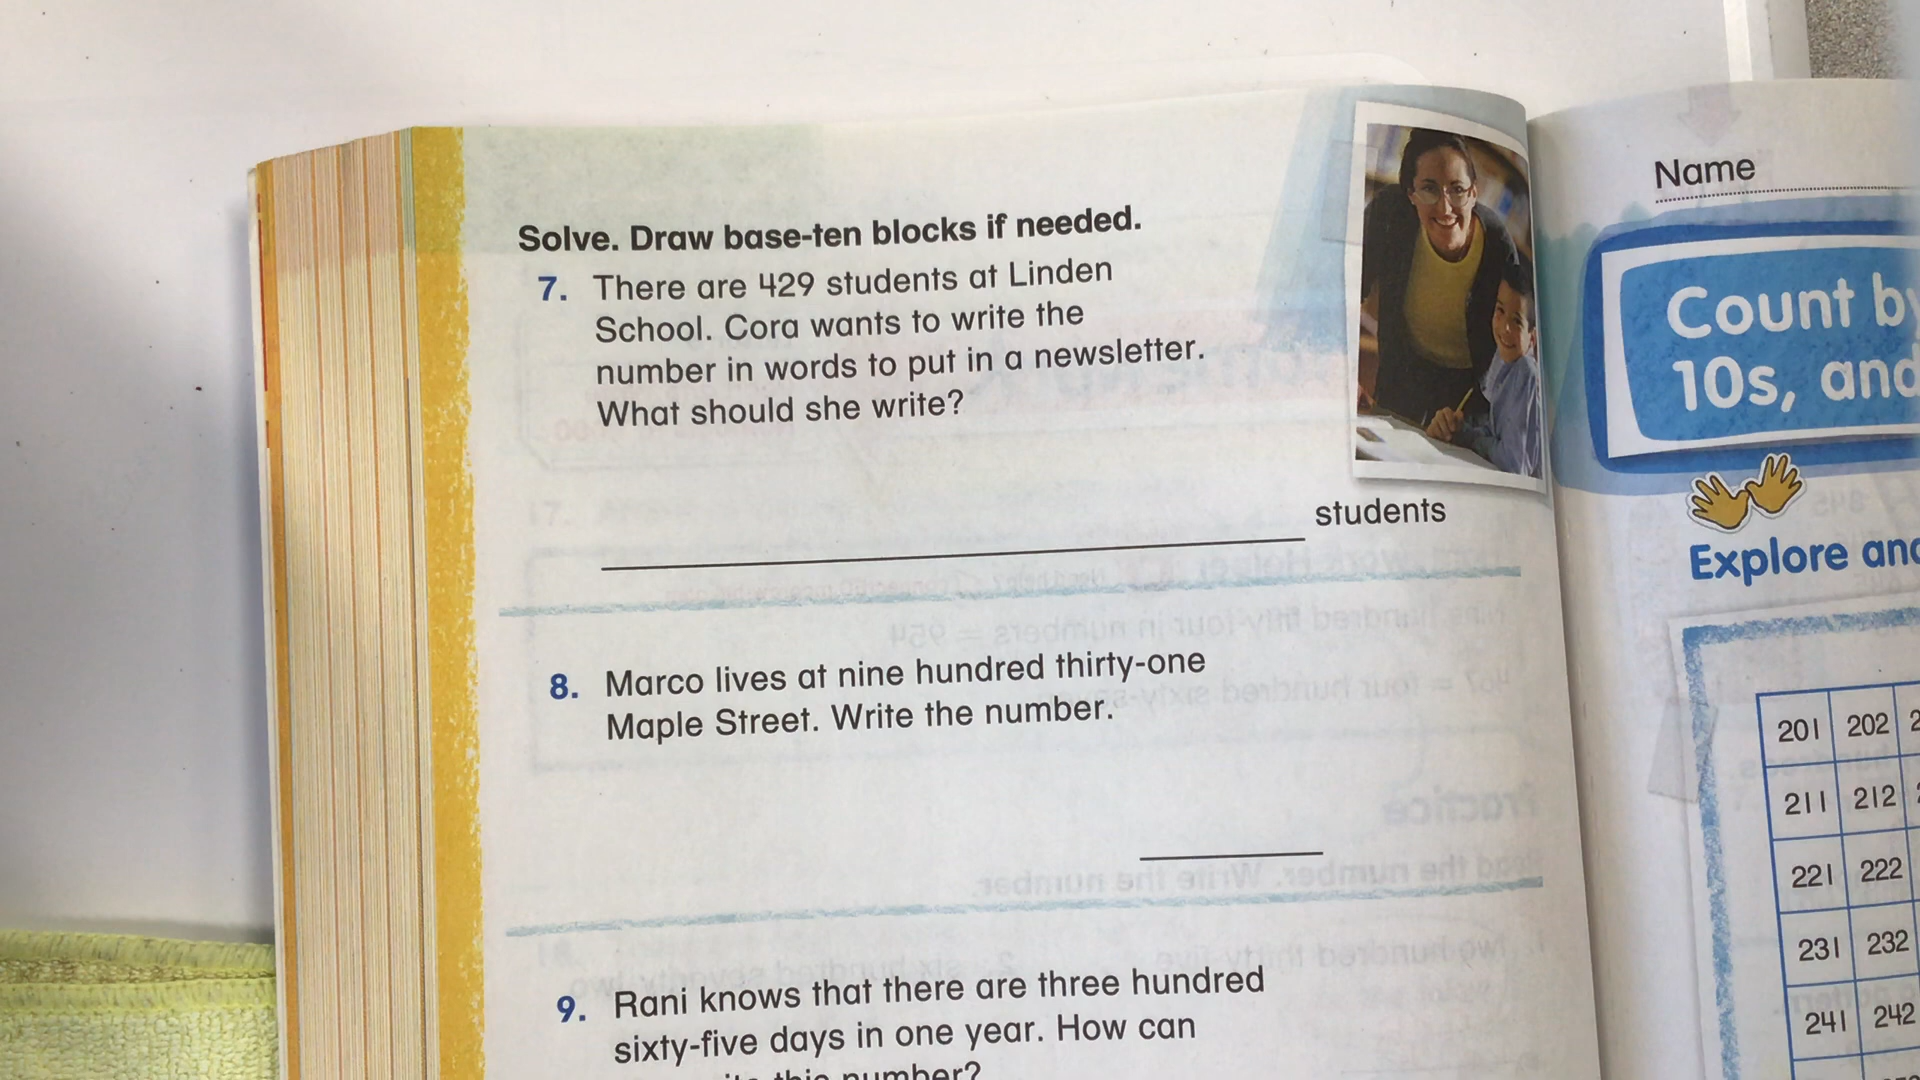 Solve. Draw base-ten blocks if needed.
7. There are 429 students at Linden
School. Cora wants to write the
number in words to put in a newsletter.
What should she write?
students
8. Marco lives at nine hundred thirty-one
Maple Street. Write the number.
9. Rani knows that there are three hundred
sixty-five days in one year. How can
this number?
Name
Count by
10s, and
Explore and
201 202
211 212
221 222
231 232
241 242